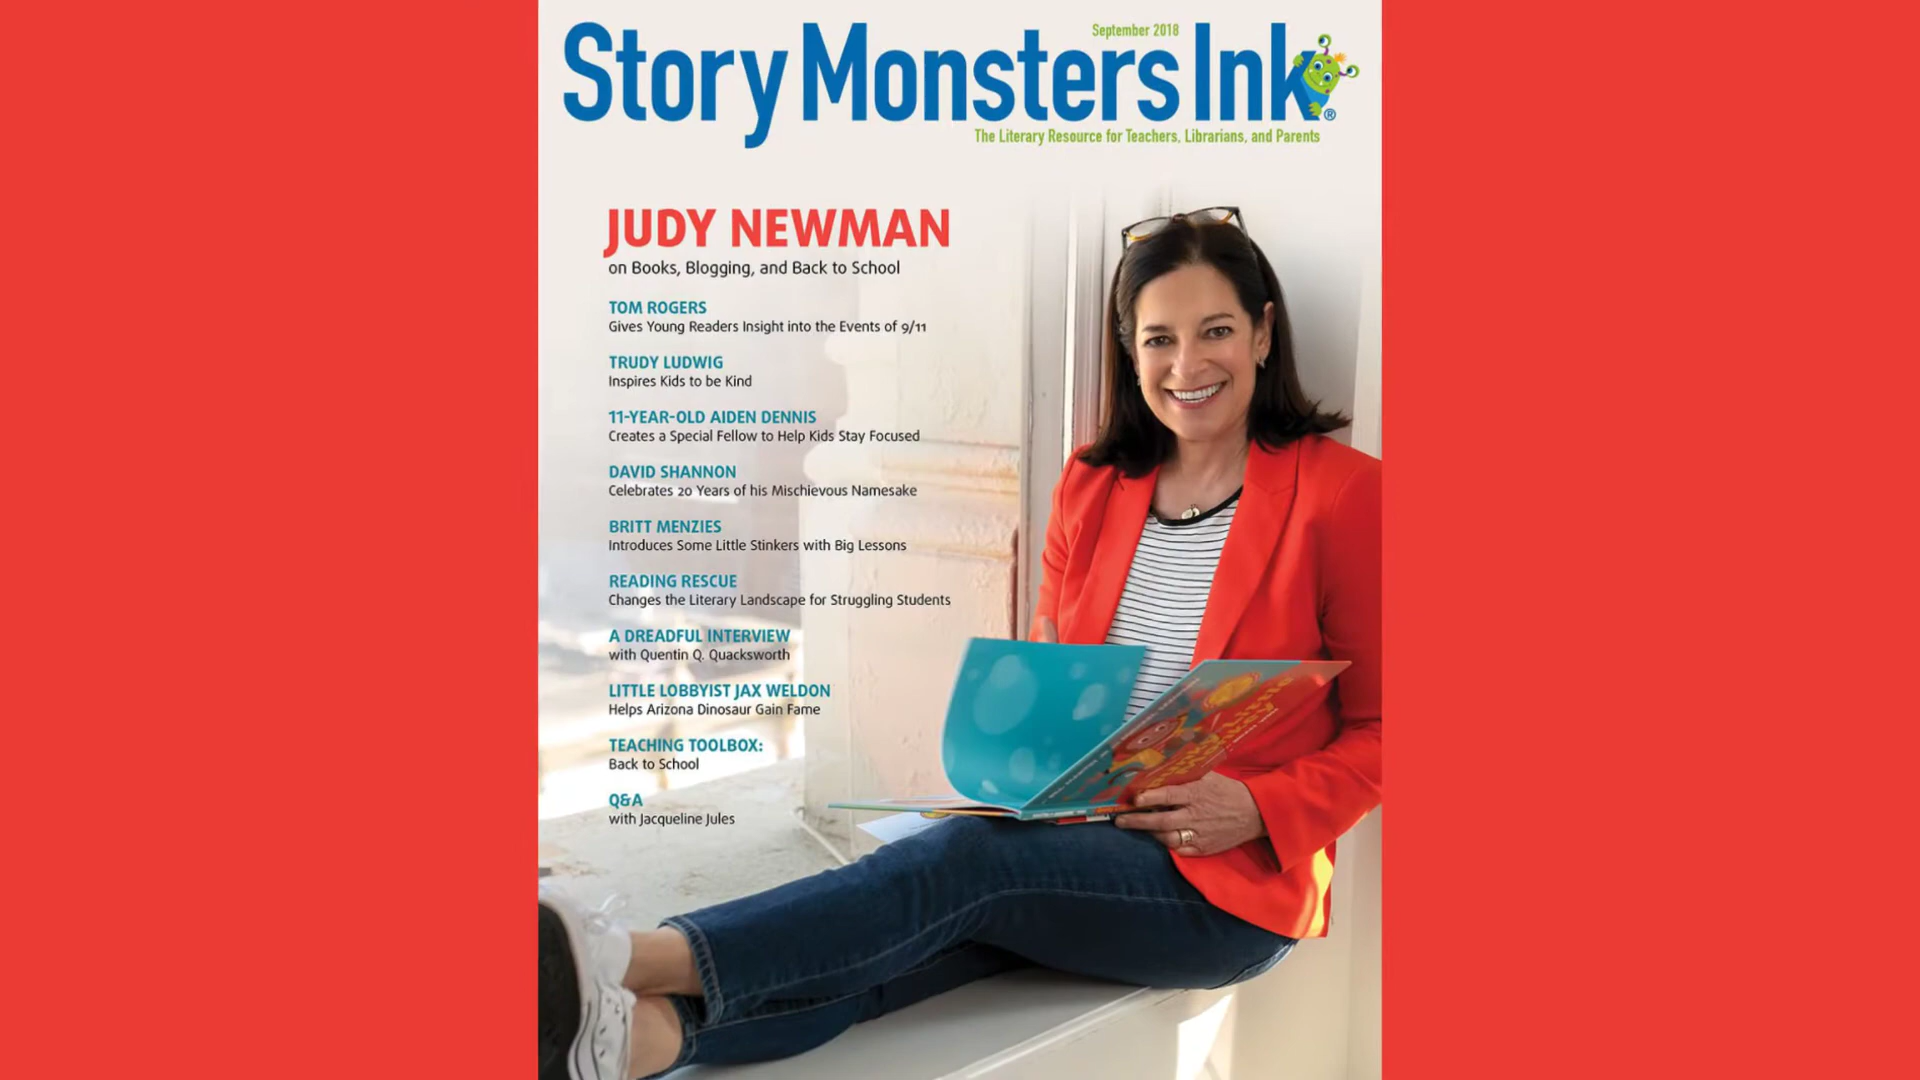 September 2018
Story Monsters Ink®
The Literary Resource for Teachers, Librarians, and Parents
JUDY NEWMAN
on Books, Blogging, and Back to School
TOM ROGERS
Gives Young Readers Insight into the Events of 9/11
TRUDY LUDWIG
Inspires Kids to be Kind
11-YEAR-OLD AIDEN DENNIS
Creates a Special Fellow to Help Kids Stay Focused
DAVID SHANNON
Celebrates 20 Years of his Mischievous Namesake
BRITT MENZIES
Introduces Some Little Stinkers with Big Lessons
READING RESCUE
Changes the Literary Landscape for Struggling Students
A DREADFUL INTERVIEW
with Quentin Q. Quacksworth
LITTLE LOBBYIST JAX WELDON
Helps Arizona Dinosaur Gain Fame
TEACHING TOOLBOX:
Back to School
Q&A
with Jacqueline Jules